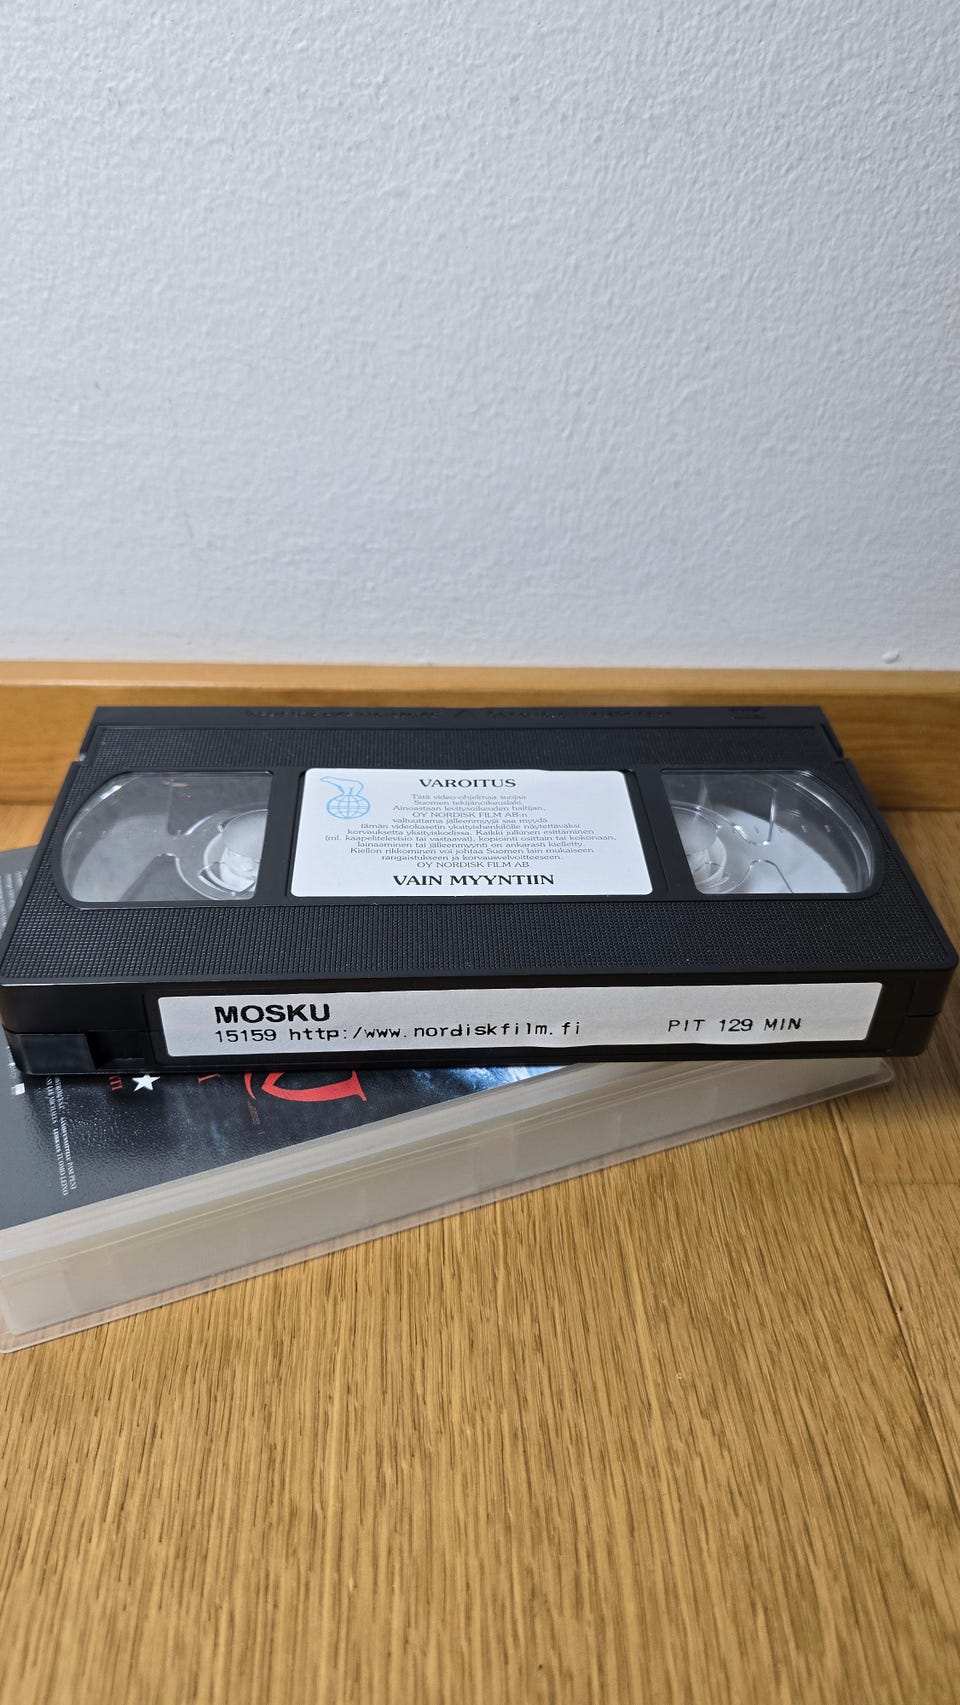 VAROITUS
Tätä video-ohjelmaa suojaa
Suomen tekijänoikeuslaki.
Ainoastaan levitysoikeuden haltijan,
OY NORDISK FILM AB:n
valtuuttama jälleenmyyjä saa myydä
tämän videokasetin yksityishenkilölle näytettäväksi
korvauksetta yksityiskodissa. Kaikki julkinen esittäminen
(ml. kaapelitelevisio tai vastaavat), kopiointi osittain tai kokonaan,
lainaaminen tai jälleenmyynti on ankarasti kielletty.
Kiellon rikkominen voi johtaa Suomen lain mukaiseen
rangaistukseen ja korvausvelvoitteeseen.
OY NORDISK FILM AB
VAIN MYYNTIIN
MOSKU
15159 http:/www.nordiskfilm.fi PIT 129 MIN